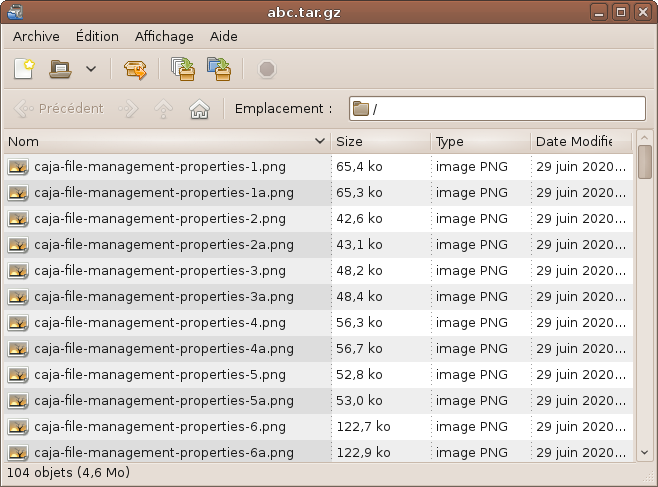 abc.tar.gz
Archive Édition Affichage Aide
Précédent Emplacement : /
Nom Size Type Date Modifie
caja-file-management-properties-1.png 65,4 ko image PNG 29 juin 2020...
caja-file-management-properties-1a.png 65,3 ko image PNG 29 juin 2020...
caja-file-management-properties-2.png 42,6 ko image PNG 29 juin 2020...
caja-file-management-properties-2a.png 43,1 ko image PNG 29 juin 2020...
caja-file-management-properties-3.png 48,2 ko image PNG 29 juin 2020...
caja-file-management-properties-3a.png 48,4 ko image PNG 29 juin 2020...
caja-file-management-properties-4.png 56,3 ko image PNG 29 juin 2020...
caja-file-management-properties-4a.png 56,7 ko image PNG 29 juin 2020...
caja-file-management-properties-5.png 52,8 ko image PNG 29 juin 2020...
caja-file-management-properties-5a.png 53,0 ko image PNG 29 juin 2020...
caja-file-management-properties-6.png 122,7 ko image PNG 29 juin 2020...
caja-file-management-properties-6a.png 122,9 ko image PNG 29 juin 2020...
104 objets (4,6 Mo)